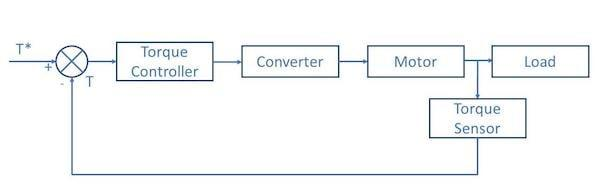 T*
+
-
T
Torque
Controller
Converter
Motor
Load
Torque
Sensor